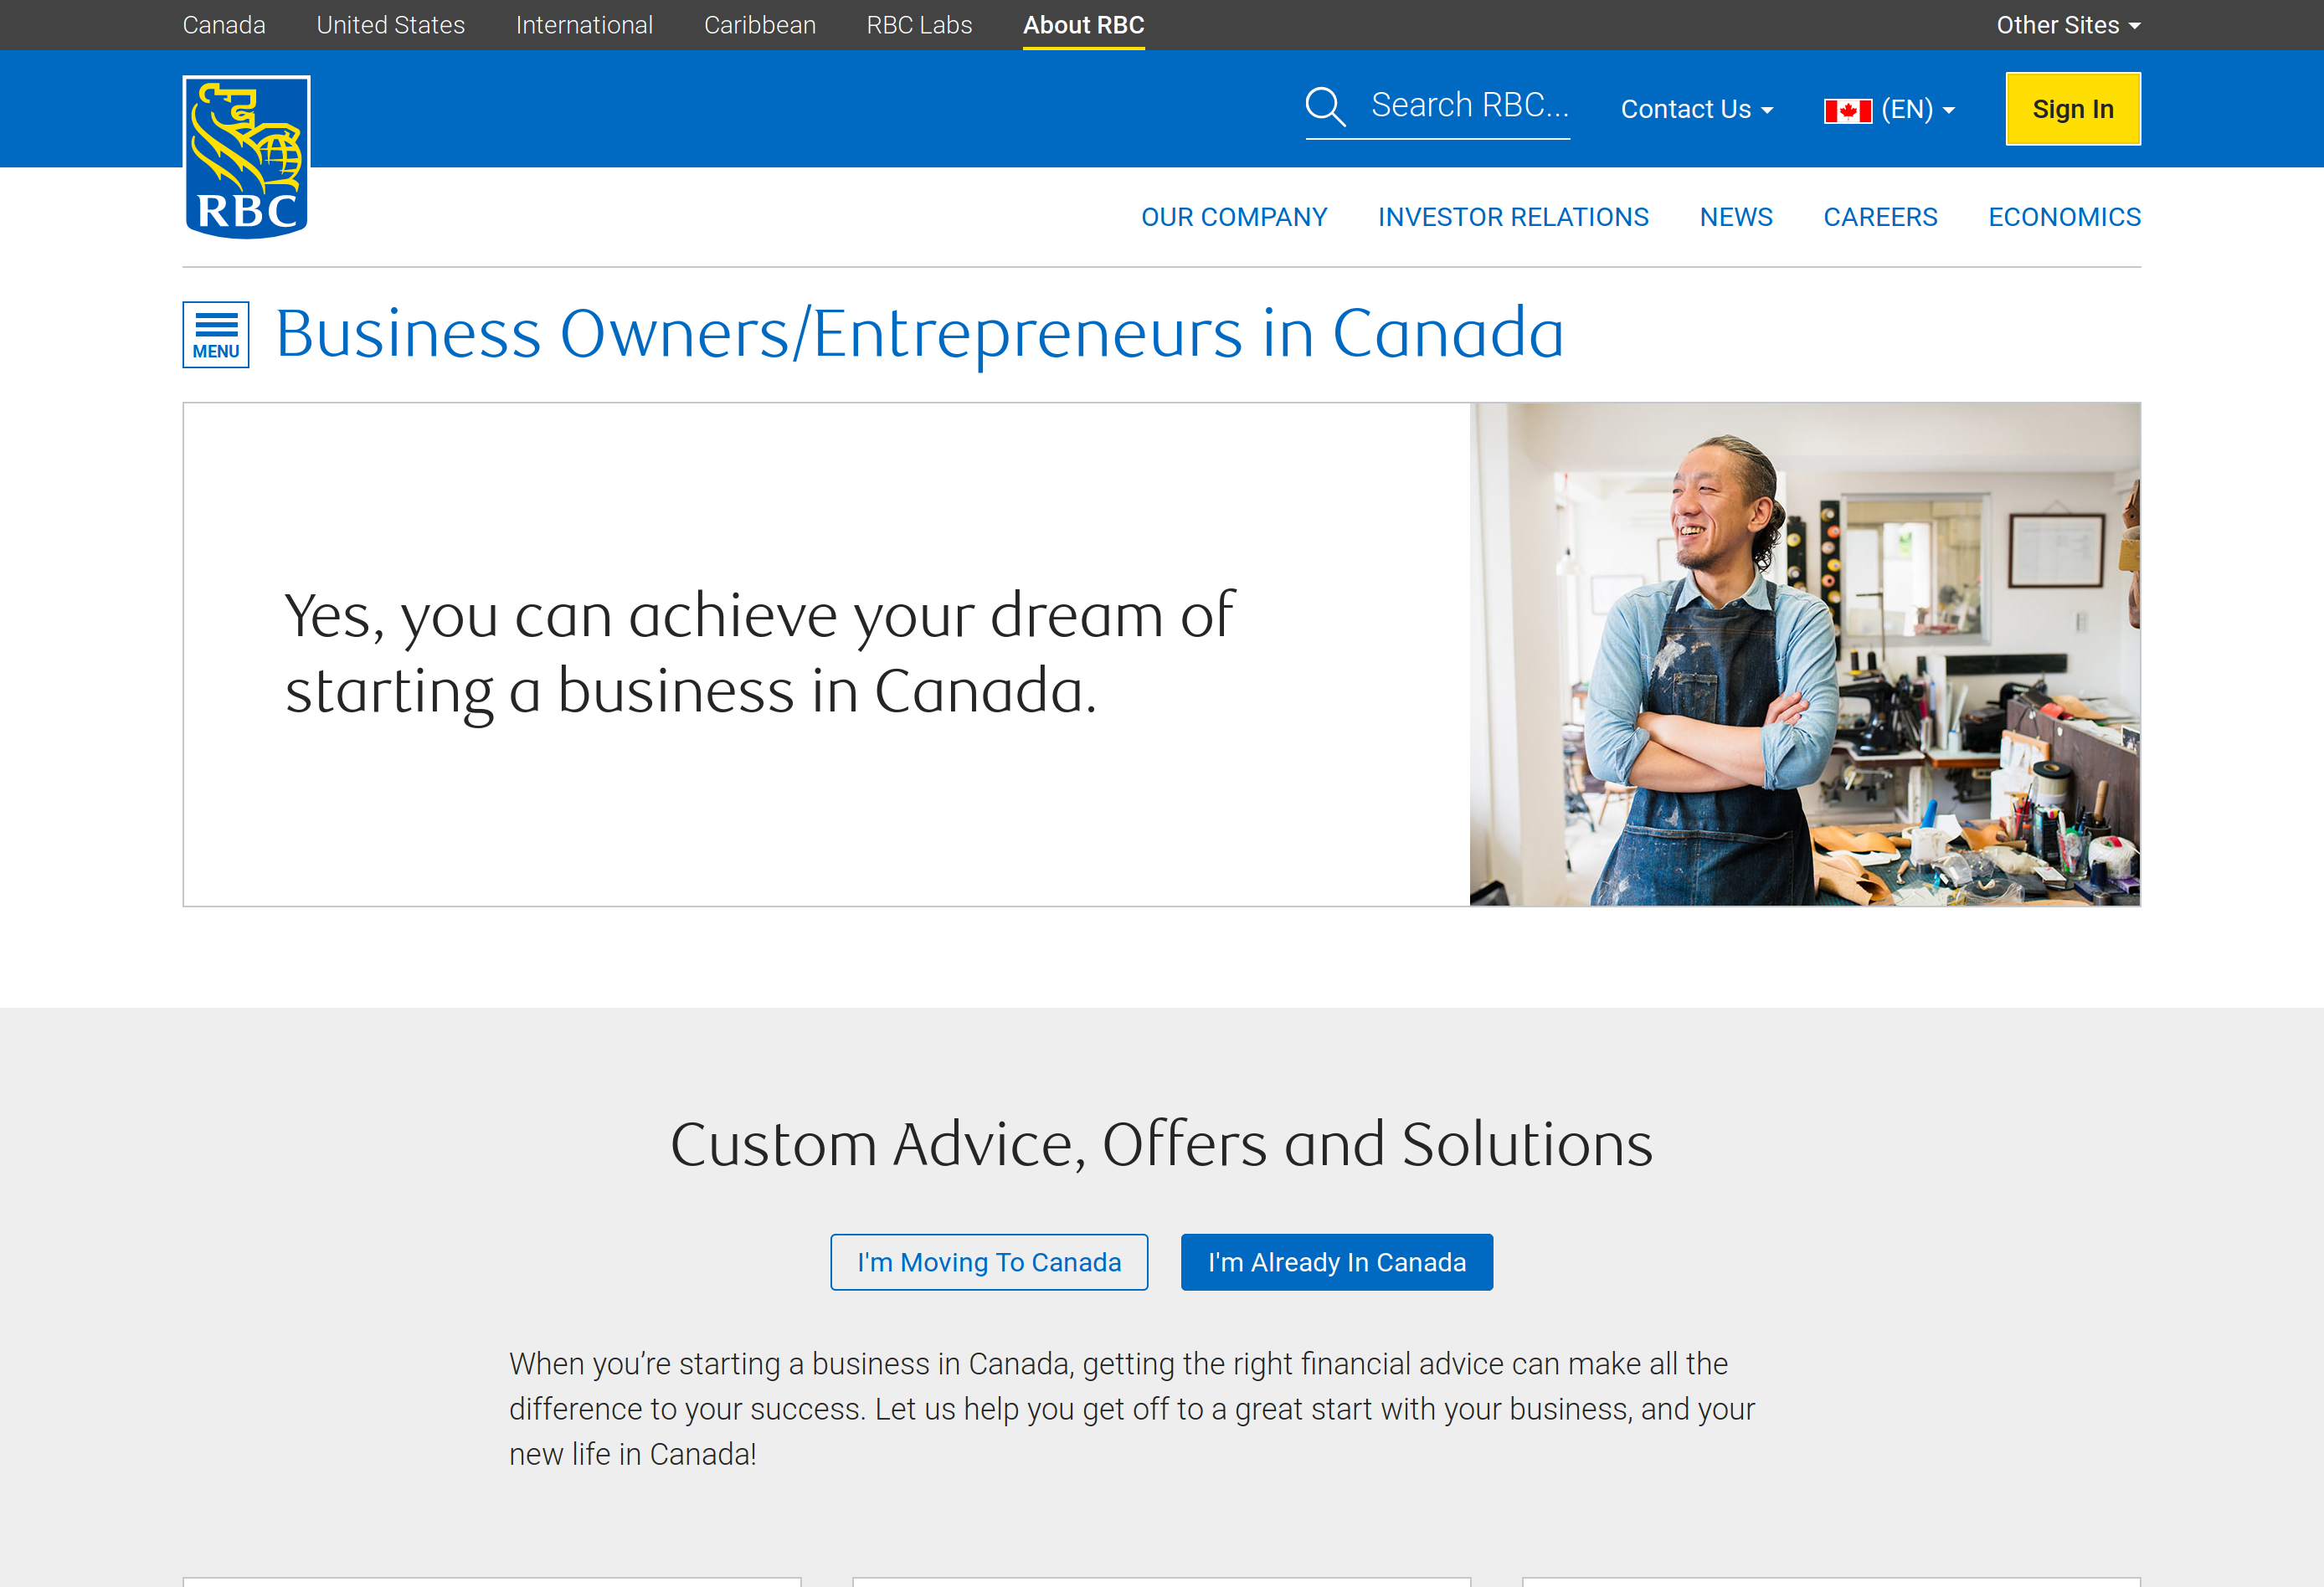 Canada United States International Caribbean RBC Labs About RBC Other Sites
RBC
Search RBC... Contact Us (EN) Sign In
OUR COMPANY INVESTOR RELATIONS NEWS CAREERS ECONOMICS
MENU
Business Owners/Entrepreneurs in Canada
Yes, you can achieve your dream of
starting a business in Canada.
Custom Advice, Offers and Solutions
I'm Moving To Canada I'm Already In Canada
When you’re starting a business in Canada, getting the right financial advice can make all the
difference to your success. Let us help you get off to a great start with your business, and your
new life in Canada!